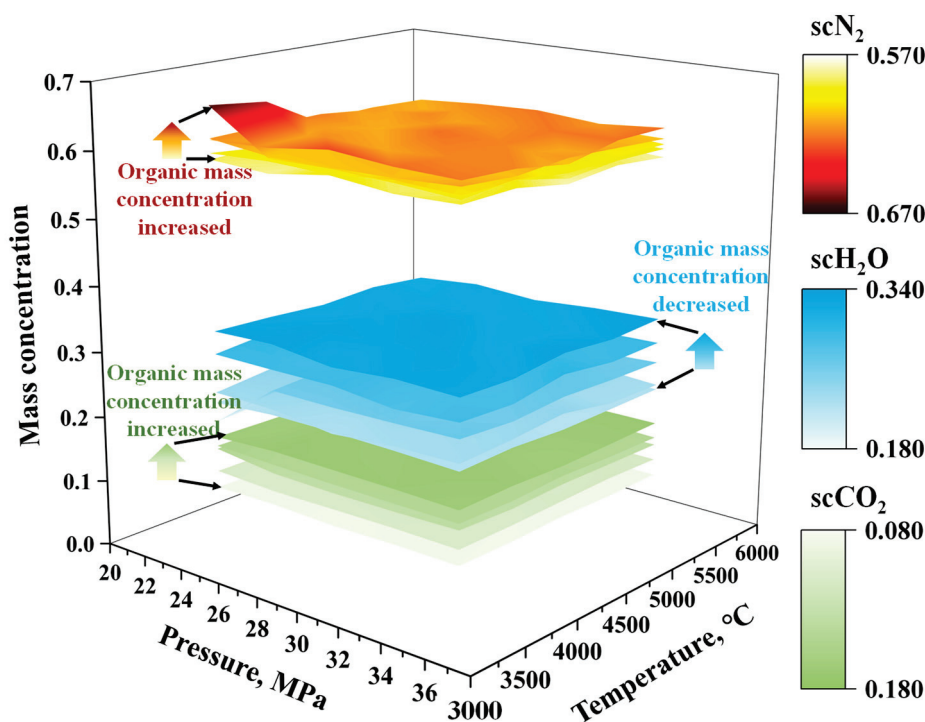 scN₂
0.570
0.670
scH₂O
0.340
0.180
scCO₂
0.080
0.180
Mass concentration
0.7
0.6
0.5
0.4
0.3
0.2
0.1
0.0
Organic mass
concentration
increased
Organic mass
concentration
decreased
Organic mass
concentration
increased
20
22
24
26
28
30
32
34
36
Pressure, MPa
3000
3500
4000
4500
5000
5500
6000
Temperature, °C